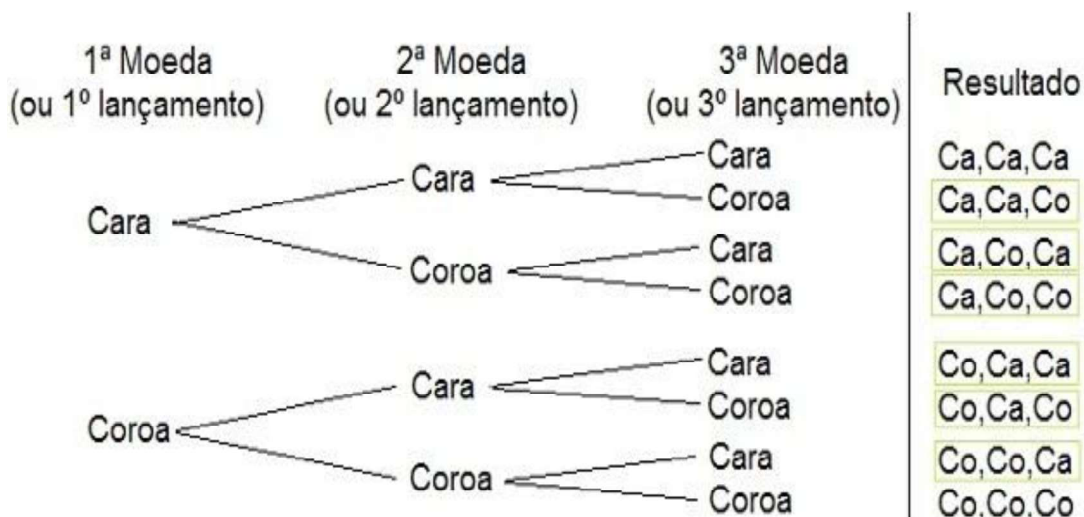 1ª Moeda 2ª Moeda 3ª Moeda Resultado
(ou 1º lançamento) (ou 2º lançamento) (ou 3º lançamento)
Cara Ca,Ca,Ca
Cara
Coroa Ca,Ca,Co
Cara
Cara Ca,Co,Ca
Coroa
Coroa Ca,Co,Co
Cara Co,Ca,Ca
Cara
Coroa Co,Ca,Co
Coroa
Cara Co,Co,Ca
Coroa
Coroa Co,Co,Co